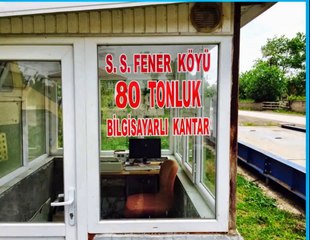 S. S. FENER KÖYÜ
80 TONLUK
BİLGİSAYARLI KANTAR